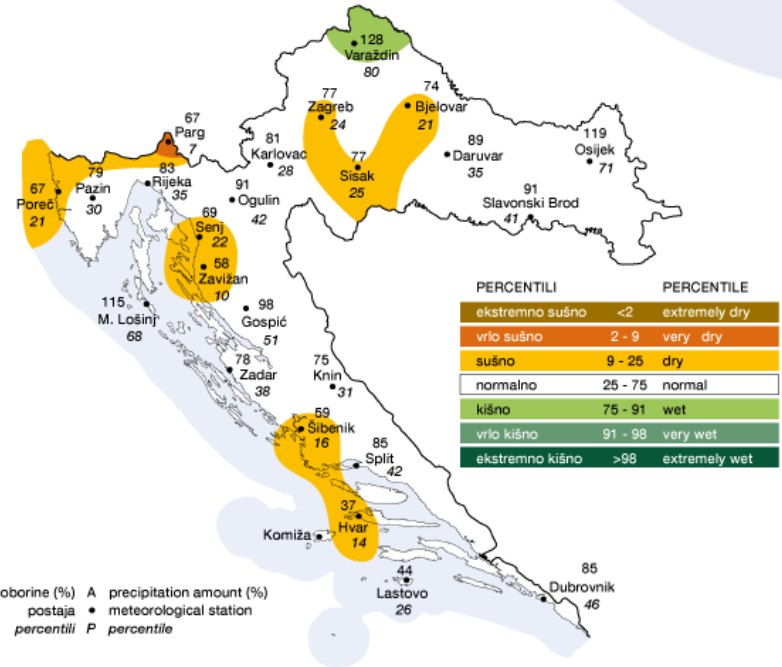 128
Varaždin
80
77
Zagreb
24
74
Bjelovar
21
67
Parg
7
81
Karlovac
28
77
Sisak
25
89
Daruvar
35
119
Osijek
71
79
Pazin
30
83
Rijeka
35
67
Poreč
21
91
Ogulin
42
91
Slavonski Brod
41
69
Senj
22
58
Zavižan
10
115
M. Lošinj
68
98
Gospić
51
78
Zadar
38
75
Knin
31
59
Šibenik
16
85
Split
42
37
Hvar
14
Komiža
44
Lastovo
26
85
Dubrovnik
46
PERCENTILI PERCENTILE
ekstremno sušno <2 extremely dry
vrlo sušno 2 - 9 very dry
sušno 9 - 25 dry
normalno 25 - 75 normal
kišno 75 - 91 wet
vrlo kišno 91 - 98 very wet
ekstremno kišno >98 extremely wet
oborine (%) A precipitation amount (%)
postaja • meteorological station
percentili P percentile